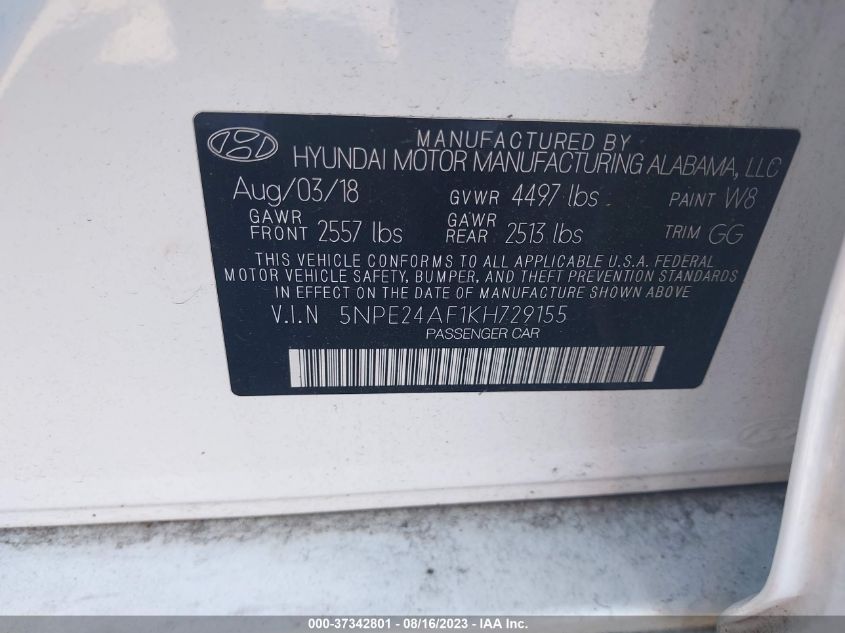 MANUFACTURED BY
HYUNDAI MOTOR MANUFACTURING ALABAMA, LLC
Aug/03/18 GVWR 4497 lbs PAINT W8
GAWR FRONT 2557 lbs GAWR REAR 2513 lbs TRIM GG
THIS VEHICLE CONFORMS TO ALL APPLICABLE U.S.A. FEDERAL
MOTOR VEHICLE SAFETY, BUMPER, AND THEFT PREVENTION STANDARDS
IN EFFECT ON THE DATE OF MANUFACTURE SHOWN ABOVE
V.I.N 5NPE24AF1KH729155
PASSENGER CAR
000-37342801 - 08/16/2023 - IAA Inc.